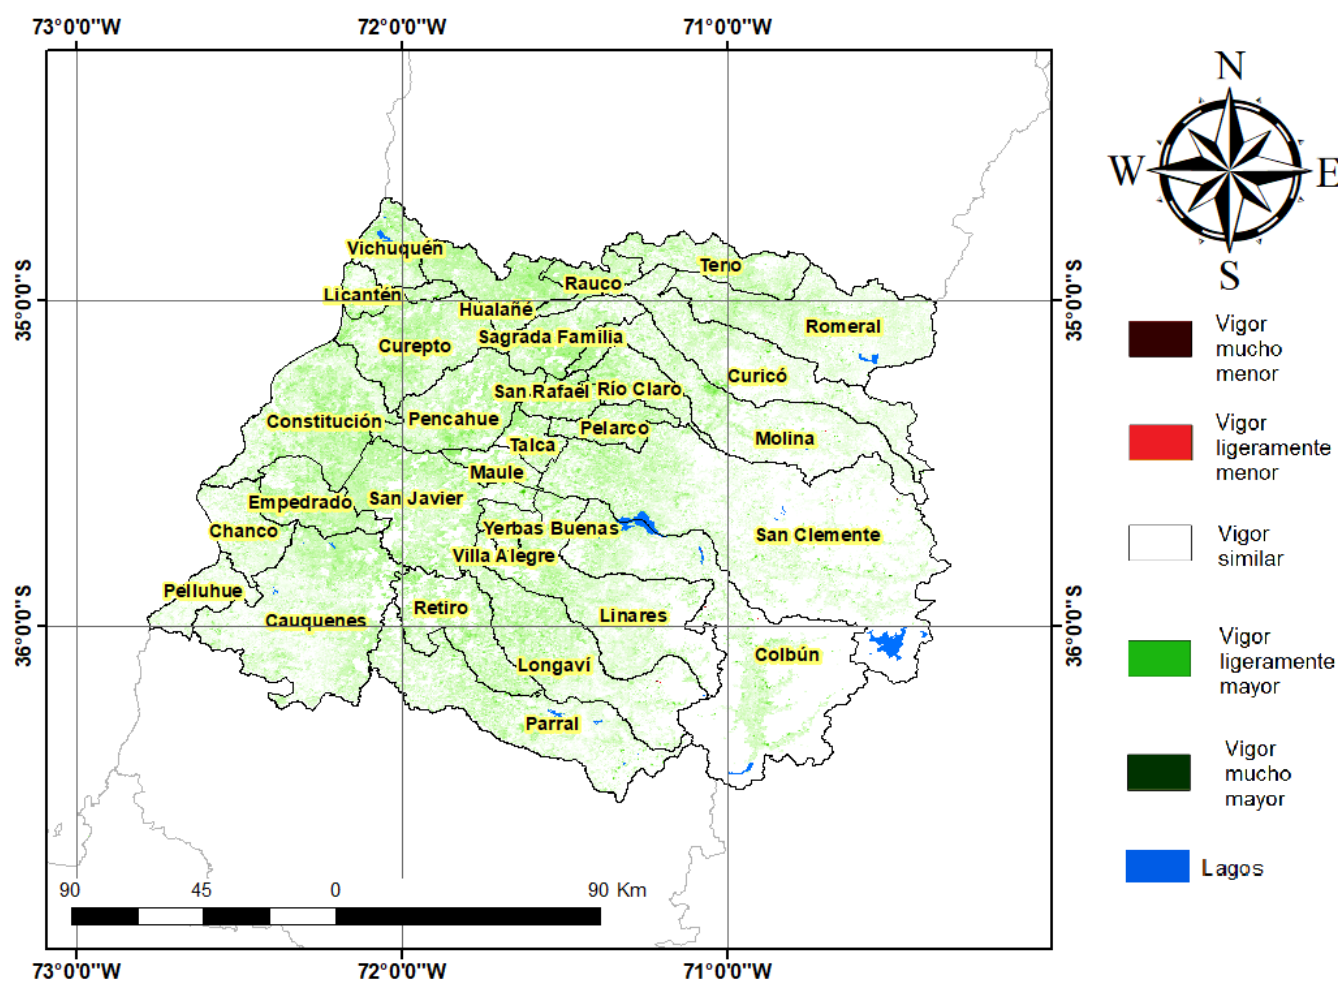 73°0'0"W
72°0'0"W
71°0'0"W
N
W
E
S
35°0'0"S
35°0'0"S
36°0'0"S
36°0'0"S
Vichuquén
Teno
Rauco
Licantén
Hualañé
Romeral
Sagrada Familia
Curepto
Curicó
San Rafael
Río Claro
Constitución
Pencahue
Pelarco
Molina
Talca
Maule
Empedrado
San Javier
Chanco
Yerbas Buenas
San Clemente
Villa Alegre
Pelluhue
Retiro
Cauquenes
Linares
Colbún
Longaví
Parral
Vigor
mucho
menor
Vigor
ligeramente
menor
Vigor
similar
Vigor
ligeramente
mayor
Vigor
mucho
mayor
Lagos
90
45
0
90 Km
73°0'0"W
72°0'0"W
71°0'0"W